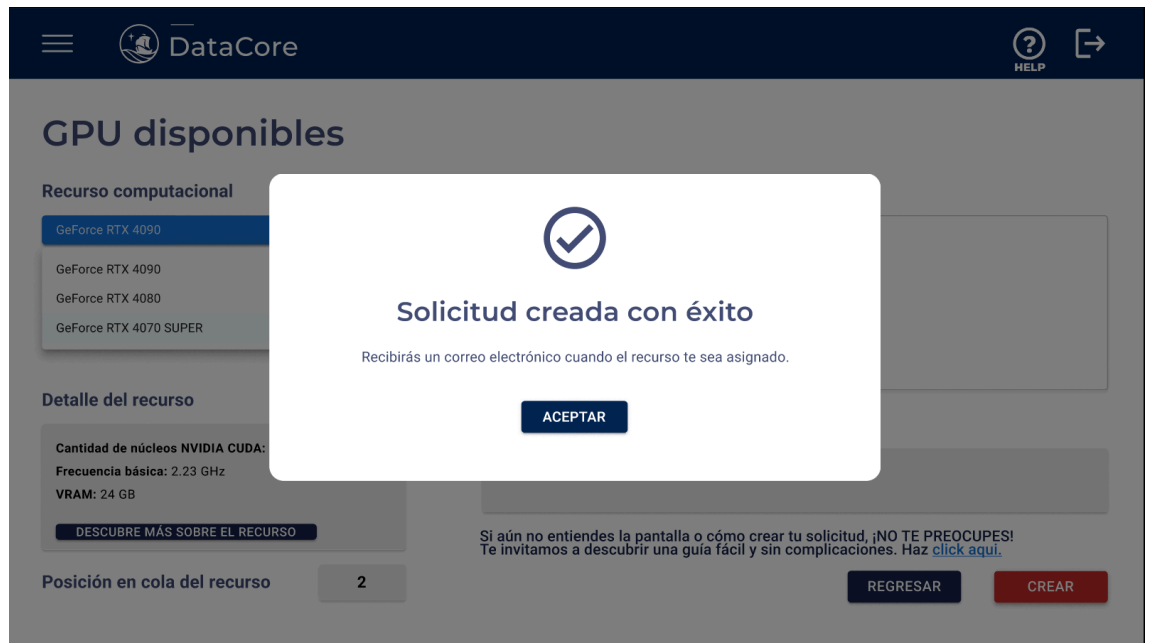 DataCore
HELP
GPU disponibles
Recurso computacional
GeForce RTX 4090
GeForce RTX 4090
GeForce RTX 4080
GeForce RTX 4070 SUPER
Solicitud creada con éxito
Recibirás un correo electrónico cuando el recurso te sea asignado.
ACEPTAR
Detalle del recurso
Cantidad de núcleos NVIDIA CUDA:
Frecuencia básica: 2.23 GHz
VRAM: 24 GB
DESCUBRE MÁS SOBRE EL RECURSO
Posición en cola del recurso 2
Si aún no entiendes la pantalla o cómo crear tu solicitud, ¡NO TE PREOCUPES!
Te invitamos a descubrir una guía fácil y sin complicaciones. Haz click aqui.
REGRESAR CREAR